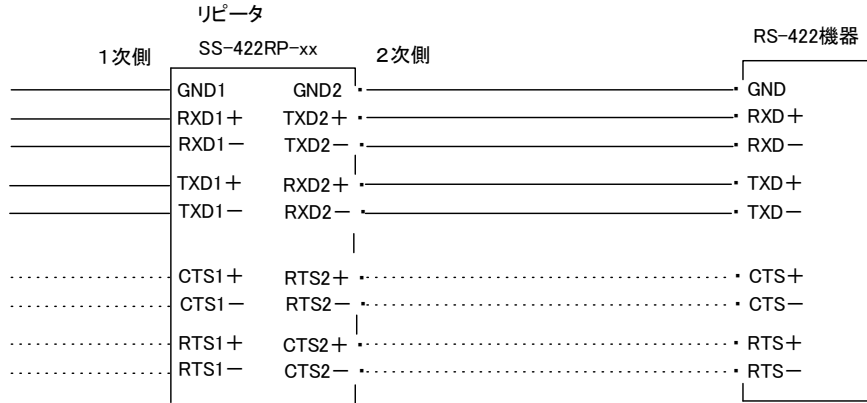 リピータ
SS-422RP-xx
1次側
2次側
RS-422機器
GND1 GND2 GND
RXD1+ TXD2+ RXD+
RXD1- TXD2- RXD-
TXD1+ RXD2+ TXD+
TXD1- RXD2- TXD-
CTS1+ RTS2+ CTS+
CTS1- RTS2- CTS-
RTS1+ CTS2+ RTS+
RTS1- CTS2- RTS-